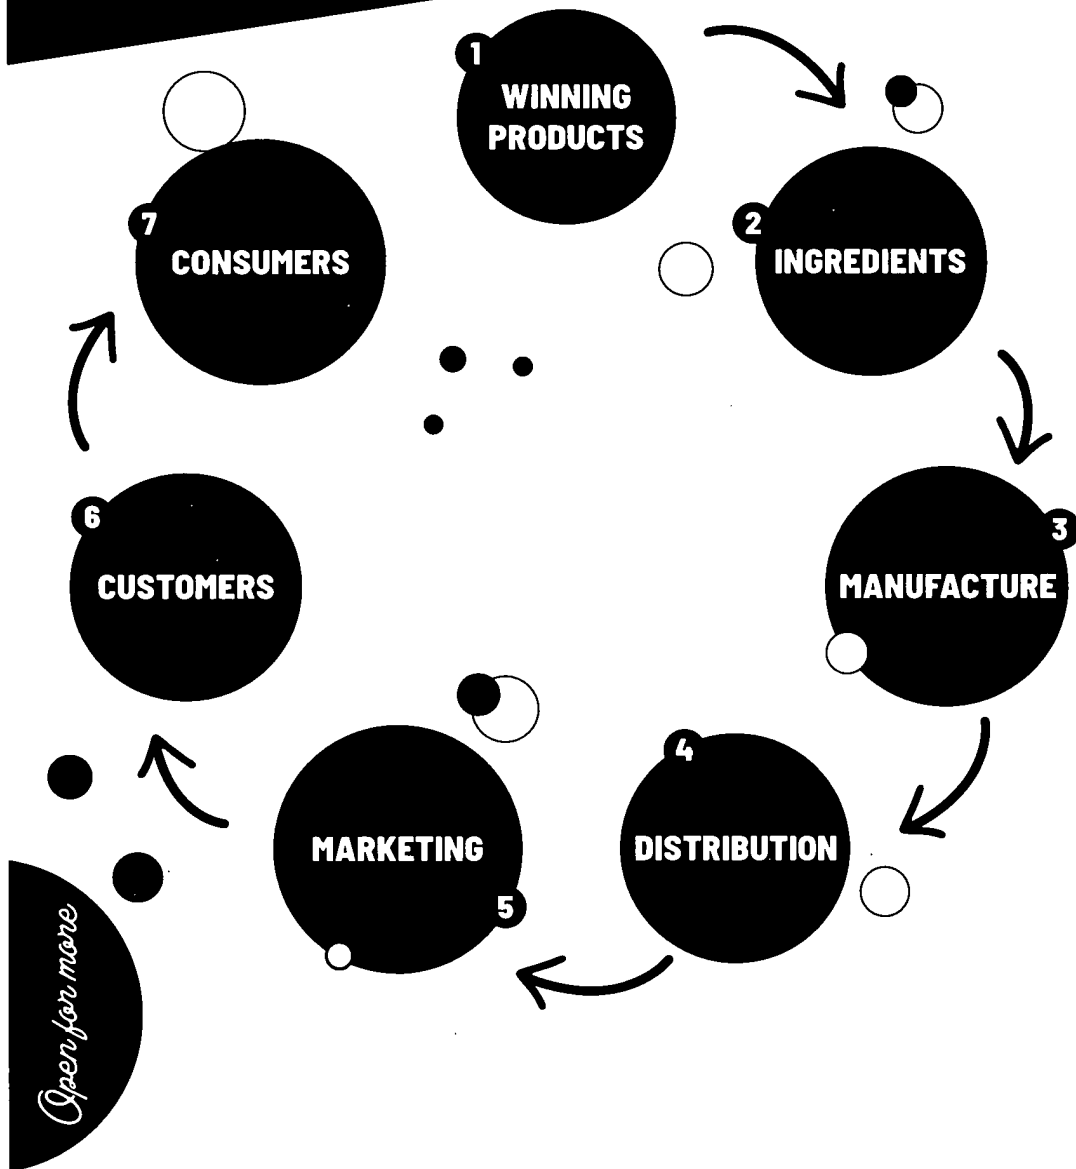 1
WINNING
PRODUCTS
2
INGREDIENTS
3
MANUFACTURE
4
DISTRIBUTION
5
MARKETING
6
CUSTOMERS
7
CONSUMERS
Open for more